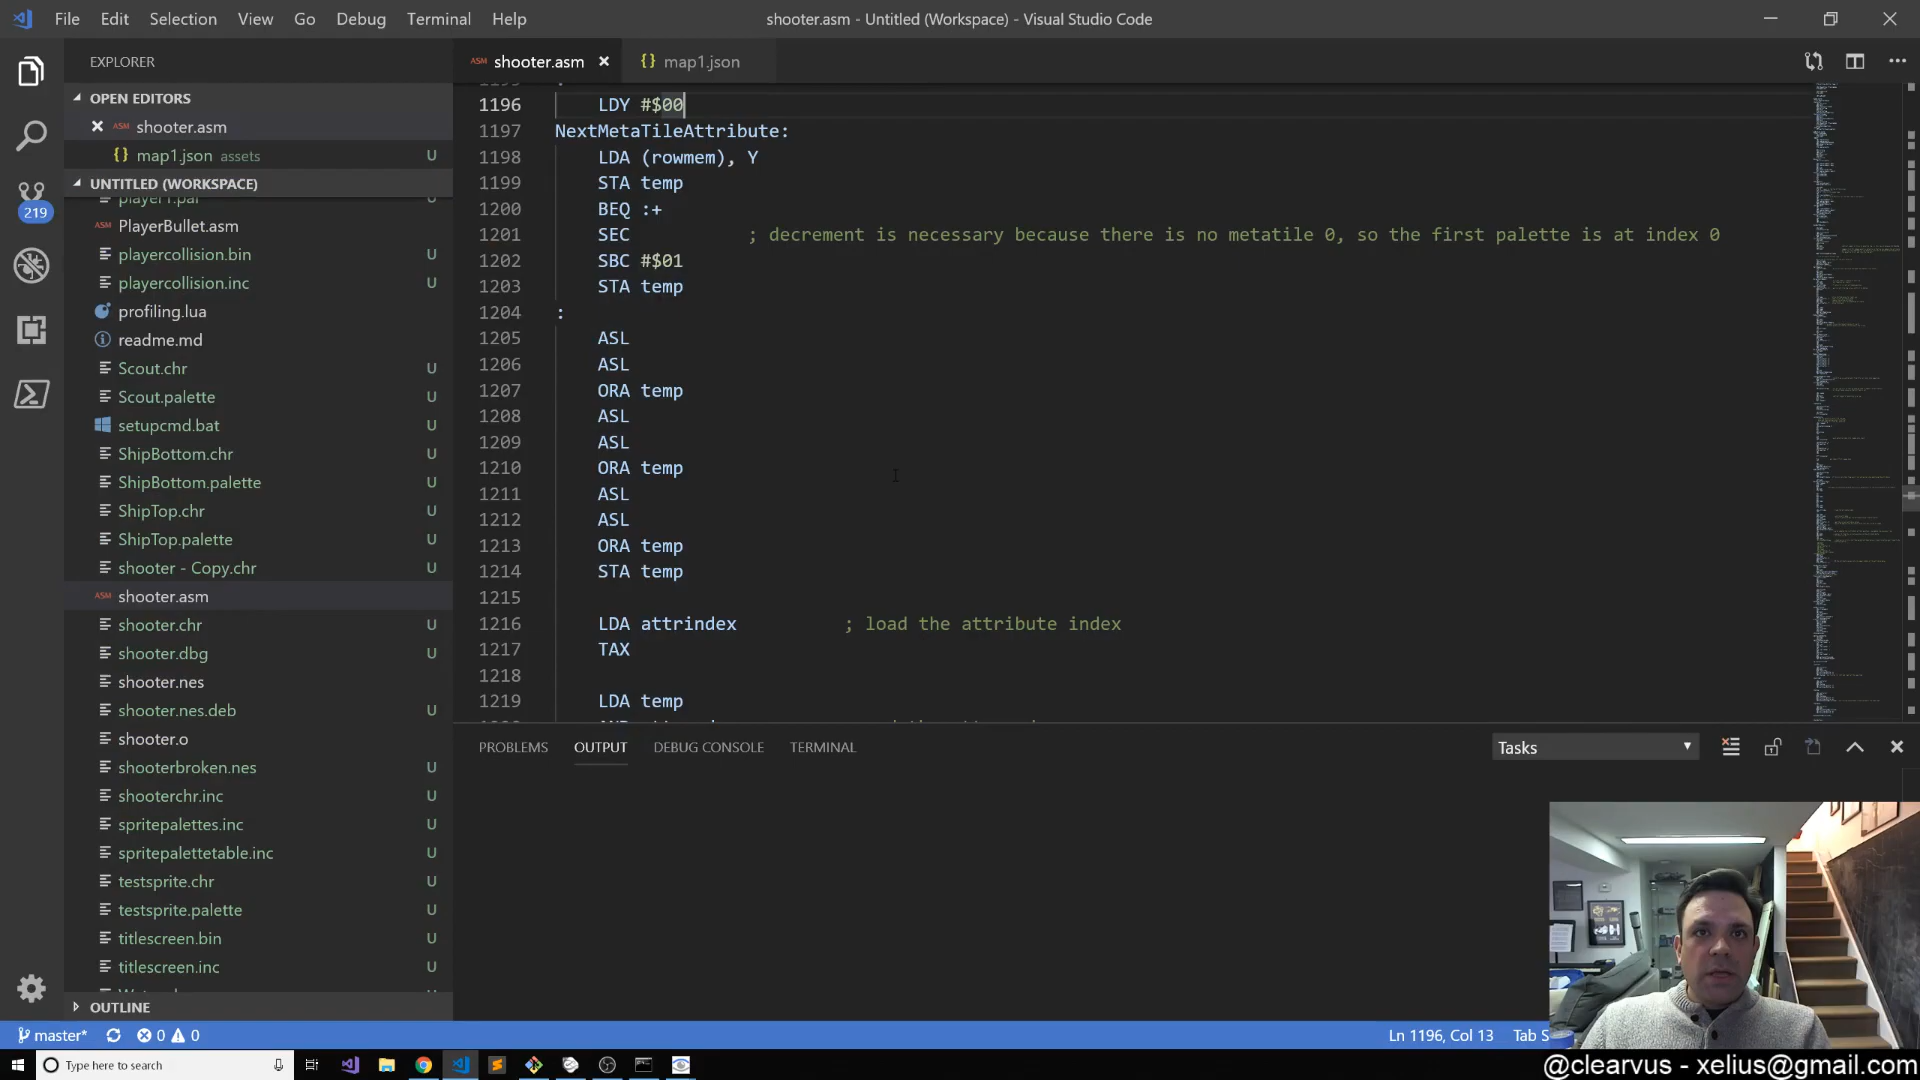 File Edit Selection View Go Debug Terminal Help
shooter.asm - Untitled (Workspace) - Visual Studio Code
EXPLORER
OPEN EDITORS
ASM shooter.asm
{} map1.json assets U
UNTITLED (WORKSPACE)
player1.pal
ASM PlayerBullet.asm
playercollision.bin U
playercollision.inc U
profiling.lua
readme.md
Scout.chr U
Scout.palette U
setupcmd.bat U
ShipBottom.chr U
ShipBottom.palette U
ShipTop.chr U
ShipTop.palette U
shooter - Copy.chr U
ASM shooter.asm
shooter.chr U
shooter.dbg U
shooter.nes
shooter.nes.deb U
shooter.o
shooterbroken.nes U
shooterchr.inc U
spritepalettes.inc U
spritepalettetable.inc U
testsprite.chr U
testsprite.palette U
titlescreen.bin U
titlescreen.inc U
OUTLINE
219
ASM shooter.asm {} map1.json
1195 :
1196 LDY #$00
1197 NextMetaTileAttribute:
1198 LDA (rowmem), Y
1199 STA temp
1200 BEQ :+
1201 SEC ; decrement is necessary because there is no metatile 0, so the first palette is at index 0
1202 SBC #$01
1203 STA temp
1204 :
1205 ASL
1206 ASL
1207 ORA temp
1208 ASL
1209 ASL
1210 ORA temp
1211 ASL
1212 ASL
1213 ORA temp
1214 STA temp
1215
1216 LDA attrindex ; load the attribute index
1217 TAX
1218
1219 LDA temp
PROBLEMS OUTPUT DEBUG CONSOLE TERMINAL
Tasks
master* 0 0
Ln 1196, Col 13 Tab S
Type here to search
@clearvus - xelius@gmail.com